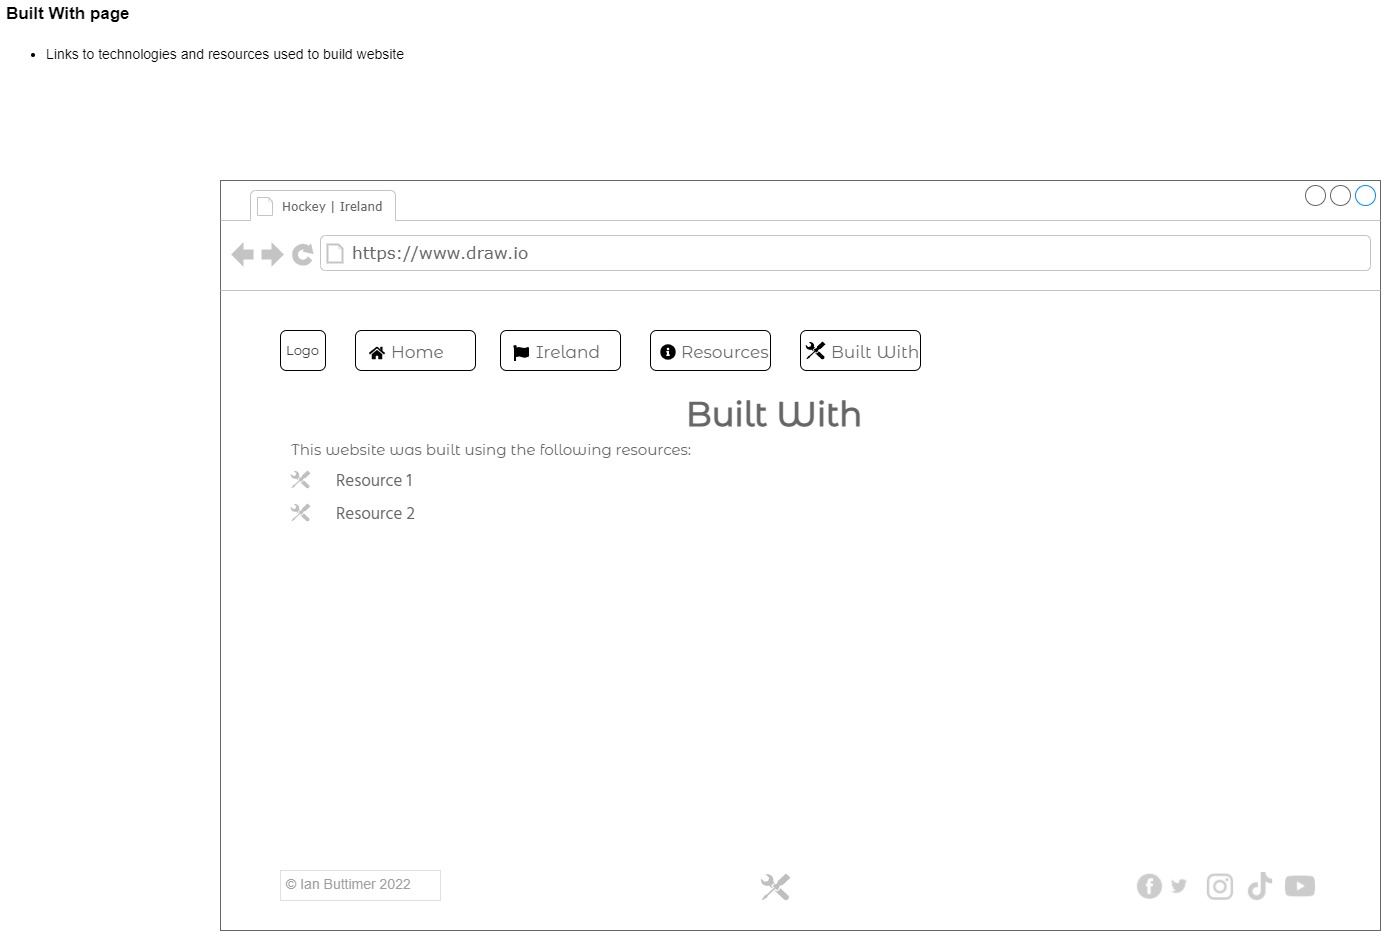 Built With page
Links to technologies and resources used to build website
Hockey | Ireland
https://www.draw.io
Logo
Home
Ireland
Resources
Built With
Built With
This website was built using the following resources:
Resource 1
Resource 2
© Ian Buttimer 2022